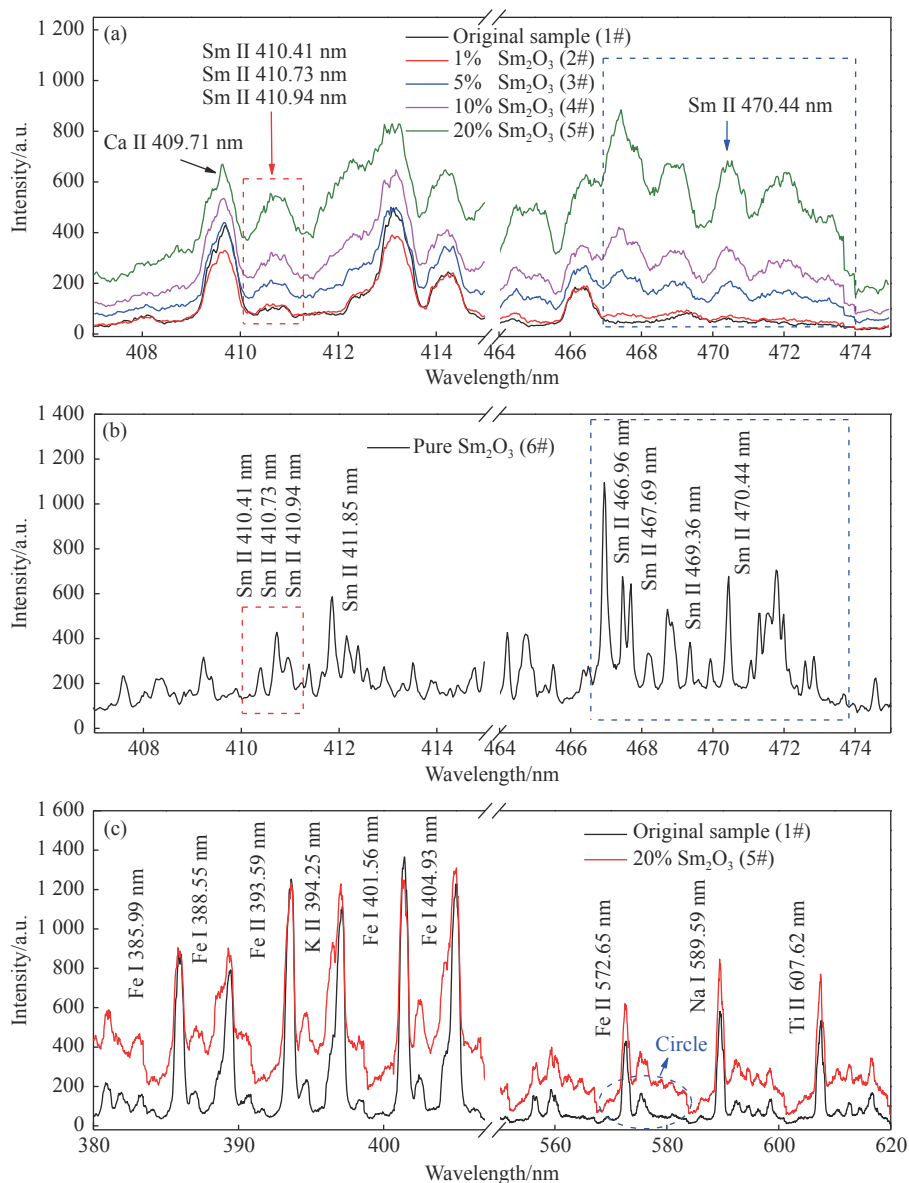 (a)
Original sample (1#)
1% Sm₂O₃ (2#)
5% Sm₂O₃ (3#)
10% Sm₂O₃ (4#)
20% Sm₂O₃ (5#)
Sm II 410.41 nm
Sm II 410.73 nm
Sm II 410.94 nm
Ca II 409.71 nm
Sm II 470.44 nm
Intensity/a.u.
1 200
1 000
800
600
400
200
0
408 410 412 414 464 466 468 470 472 474
Wavelength/nm
(b)
Pure Sm₂O₃ (6#)
Sm II 410.41 nm
Sm II 410.73 nm
Sm II 410.94 nm
Sm II 411.85 nm
Sm II 466.96 nm
Sm II 467.69 nm
Sm II 469.36 nm
Sm II 470.44 nm
Intensity/a.u.
1 400
1 200
1 000
800
600
400
200
0
408 410 412 414 464 466 468 470 472 474
Wavelength/nm
(c)
Original sample (1#)
20% Sm₂O₃ (5#)
Fe I 385.99 nm
Fe I 388.55 nm
Fe II 393.59 nm
K II 394.25 nm
Fe I 401.56 nm
Fe I 404.93 nm
Fe II 572.65 nm
Circle
Na I 589.59 nm
Ti II 607.62 nm
Intensity/a.u.
1 600
1 400
1 200
1 000
800
600
400
200
0
380 390 400 560 580 600 620
Wavelength/nm